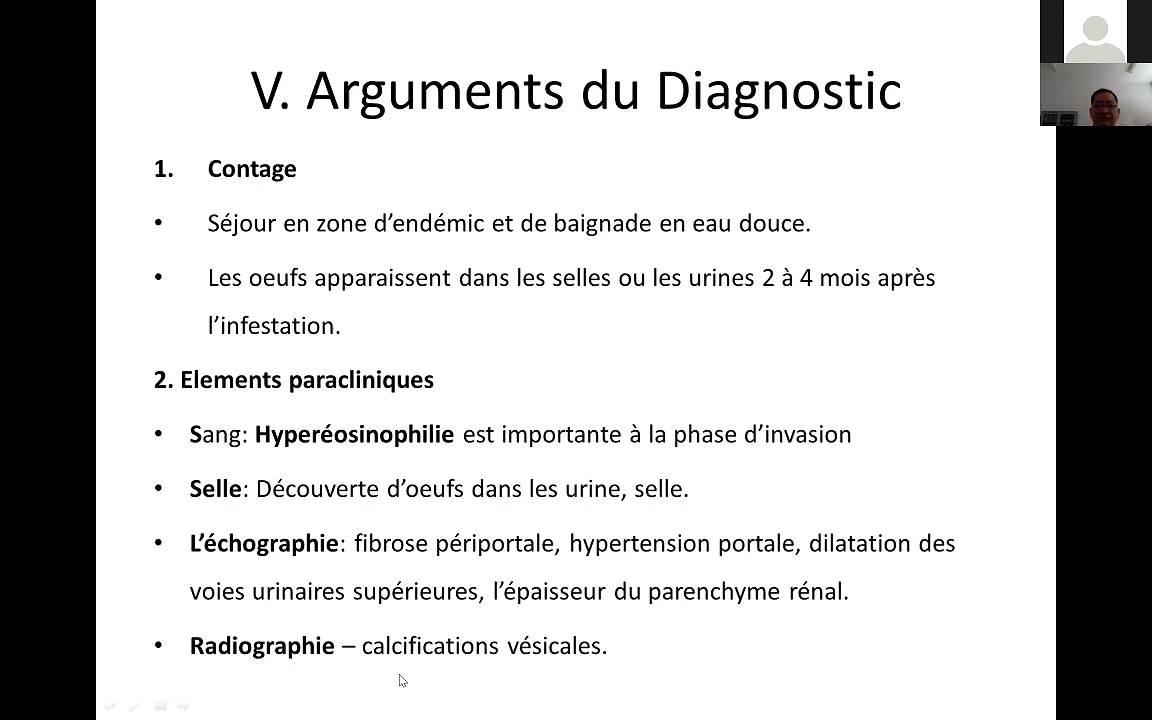 V. Arguments du Diagnostic
1. Contage
• Séjour en zone d’endémic et de baignade en eau douce.
• Les oeufs apparaissent dans les selles ou les urines 2 à 4 mois après
l’infestation.
2. Elements paracliniques
• Sang: Hyperéosinophilie est importante à la phase d’invasion
• Selle: Découverte d’oeufs dans les urine, selle.
• L’échographie: fibrose périportale, hypertension portale, dilatation des
voies urinaires supérieures, l’épaisseur du parenchyme rénal.
• Radiographie – calcifications vésicales.